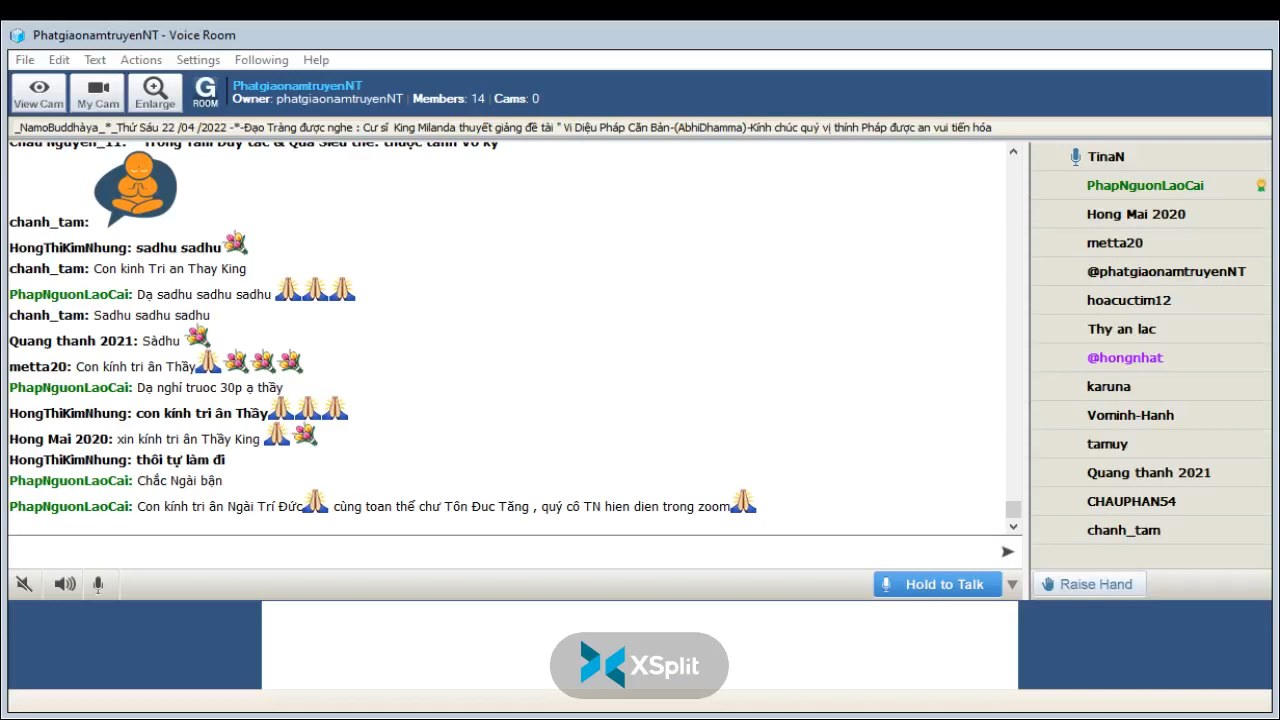 PhatgiaonamtruyenNT - Voice Room
File Edit Text Actions Settings Following Help
View Cam My Cam Enlarge G ROOM
PhatgiaonamtruyenNT
Owner: phatgiaonamtruyenNT | Members: 14 | Cams: 0
_NamoBuddhàya_*_Thứ Sáu 22 /04 /2022 -*-Đạo Tràng được nghe : Cư sĩ King Milanda thuyết giảng đề tài " Vi Diệu Pháp Căn Bản-(AbhiDhamma)-Kính chúc quý vị thính Pháp được an vui tiến hóa
chanh_tam:
HongThiKimNhung: sadhu sadhu
chanh_tam: Con kinh Tri an Thay King
PhapNguonLaoCai: Dạ sadhu sadhu sadhu
chanh_tam: Sadhu sadhu sadhu
Quang thanh 2021: Sàdhu
metta20: Con kính tri ân Thầy
PhapNguonLaoCai: Dạ nghỉ truoc 30p ạ thầy
HongThiKimNhung: con kính tri ân Thầy
Hong Mai 2020: xin kính tri ân Thầy King
HongThiKimNhung: thôi tự làm đi
PhapNguonLaoCai: Chắc Ngài bận
PhapNguonLaoCai: Con kính tri ân Ngài Trí Đức cùng toan thể chư Tôn Đuc Tăng , quý cô TN hien dien trong zoom
Hold to Talk
TinaN
PhapNguonLaoCai
Hong Mai 2020
metta20
@phatgiaonamtruyenNT
hoacuctim12
Thy an lac
@hongnhat
karuna
Vominh-Hanh
tamuy
Quang thanh 2021
CHAUPHAN54
chanh_tam
Raise Hand
XSplit